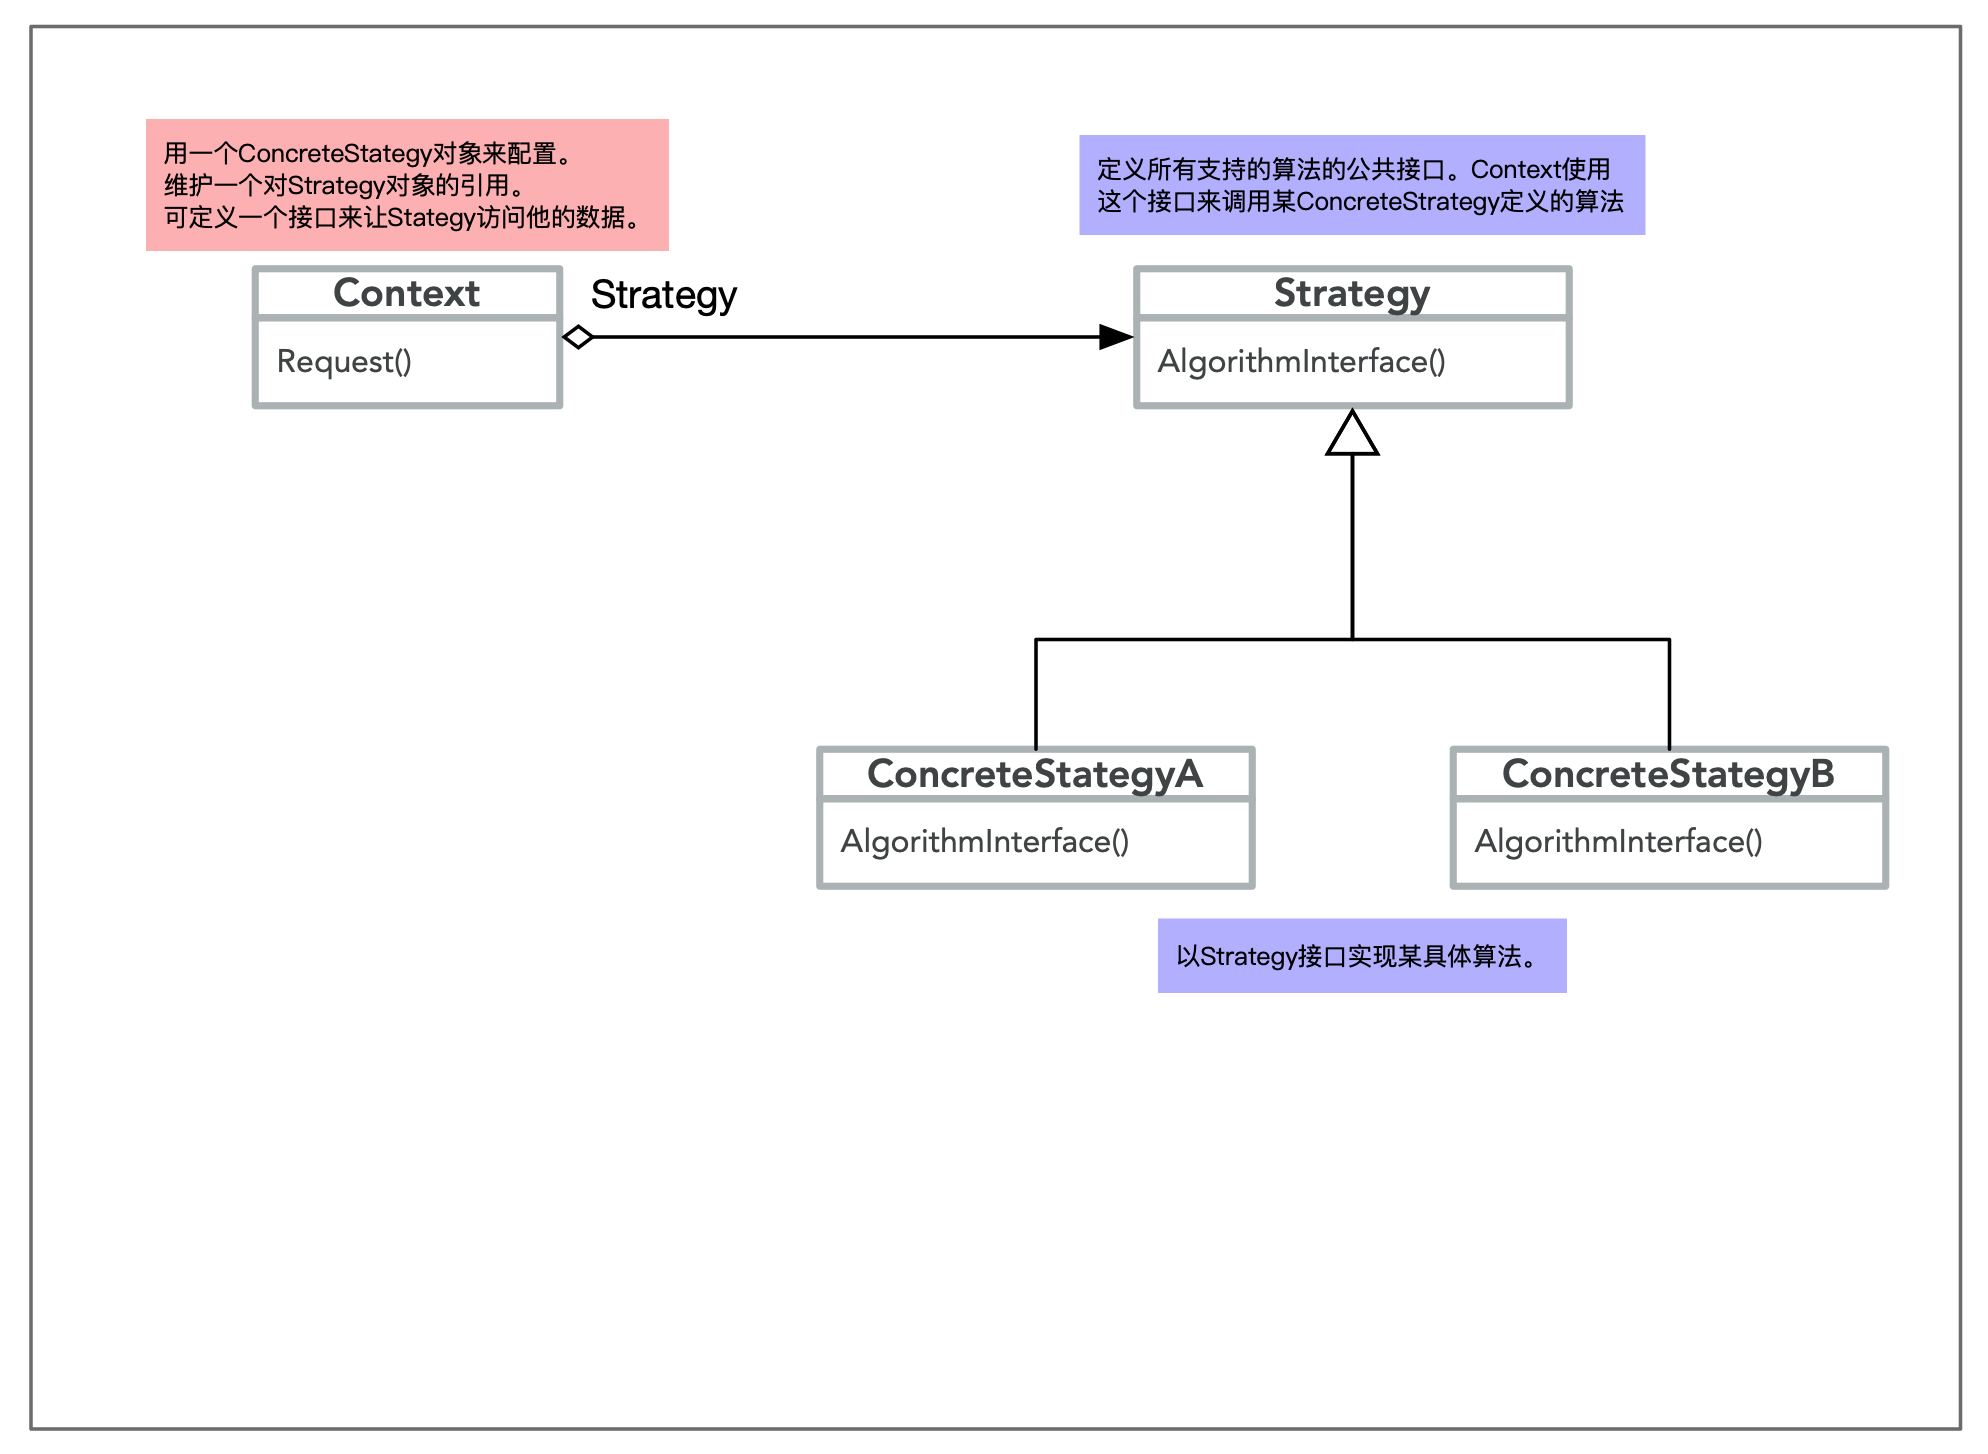 用一个ConcreteStategy对象来配置。
维护一个对Strategy对象的引用。
可定义一个接口来让Stategy访问他的数据。
定义所有支持的算法的公共接口。Context使用
这个接口来调用某ConcreteStrategy定义的算法
Context
Request()
Strategy
Strategy
AlgorithmInterface()
ConcreteStategyA
AlgorithmInterface()
ConcreteStategyB
AlgorithmInterface()
以Strategy接口实现某具体算法。